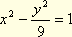 x² − y²/9 = 1